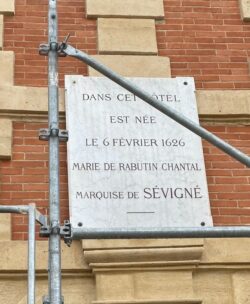 DANS CET HÔTEL
EST NÉE
LE 6 FÉVRIER 1626
MARIE DE RABUTIN CHANTAL
MARQUISE DE SÉVIGNÉ